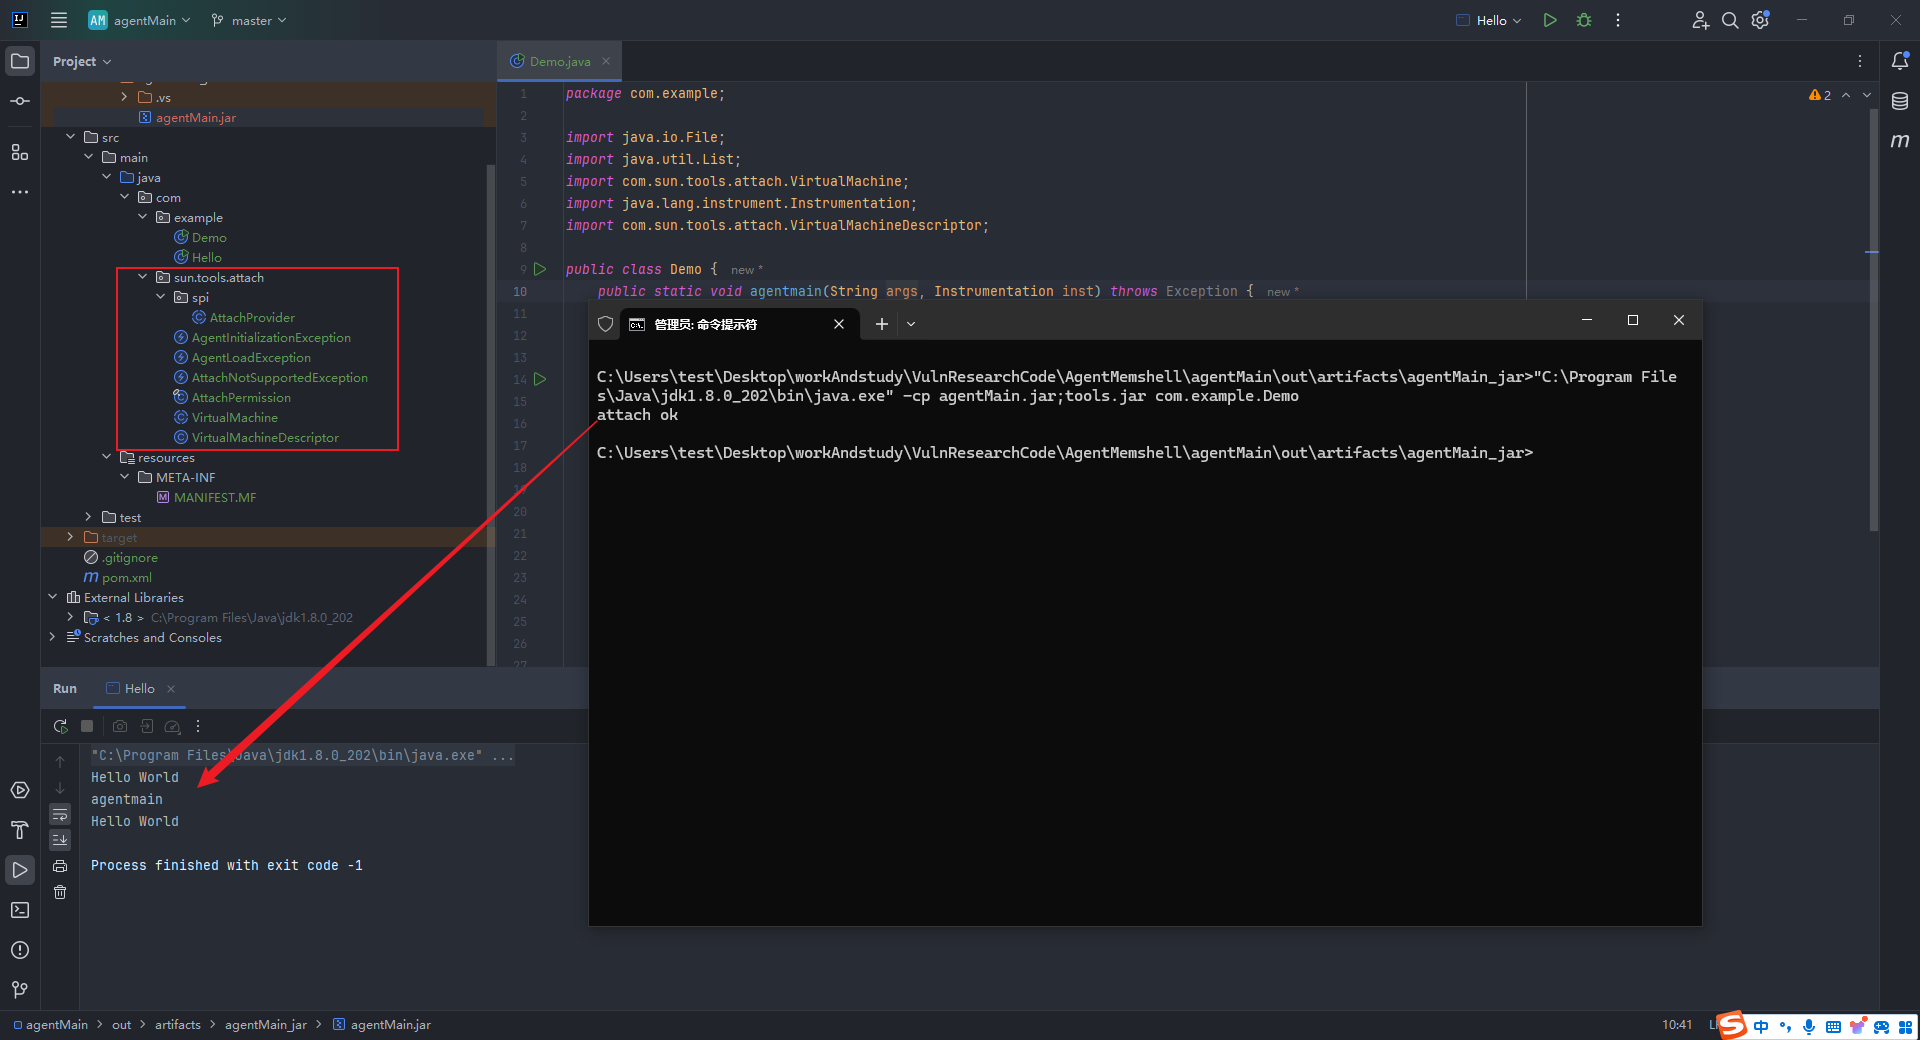 AM agentMain master Hello
Project
.vs
agentMain.jar
src
main
java
com
example
Demo
Hello
sun.tools.attach
spi
AttachProvider
AgentInitializationException
AgentLoadException
AttachNotSupportedException
AttachPermission
VirtualMachine
VirtualMachineDescriptor
resources
META-INF
MANIFEST.MF
test
target
.gitignore
pom.xml
External Libraries
< 1.8 > C:\Program Files\Java\jdk1.8.0_202
Scratches and Consoles
Demo.java
2
1 package com.example;
2
3 import java.io.File;
4 import java.util.List;
5 import com.sun.tools.attach.VirtualMachine;
6 import java.lang.instrument.Instrumentation;
7 import com.sun.tools.attach.VirtualMachineDescriptor;
8
9 public class Demo { new *
10 public static void agentmain(String args, Instrumentation inst) throws Exception { new *
11
12
13
14
15
16
17
18
19
20
21
22
23
24
25
26
27
管理员: 命令提示符
C:\Users\test\Desktop\workAndstudy\VulnResearchCode\AgentMemshell\agentMain\out\artifacts\agentMain_jar>"C:\Program File
s\Java\jdk1.8.0_202\bin\java.exe" -cp agentMain.jar;tools.jar com.example.Demo
attach ok
C:\Users\test\Desktop\workAndstudy\VulnResearchCode\AgentMemshell\agentMain\out\artifacts\agentMain_jar>
Run Hello
"C:\Program Files\Java\jdk1.8.0_202\bin\java.exe" ...
Hello World
agentmain
Hello World
Process finished with exit code -1
agentMain > out > artifacts > agentMain_jar > agentMain.jar
10:41
中